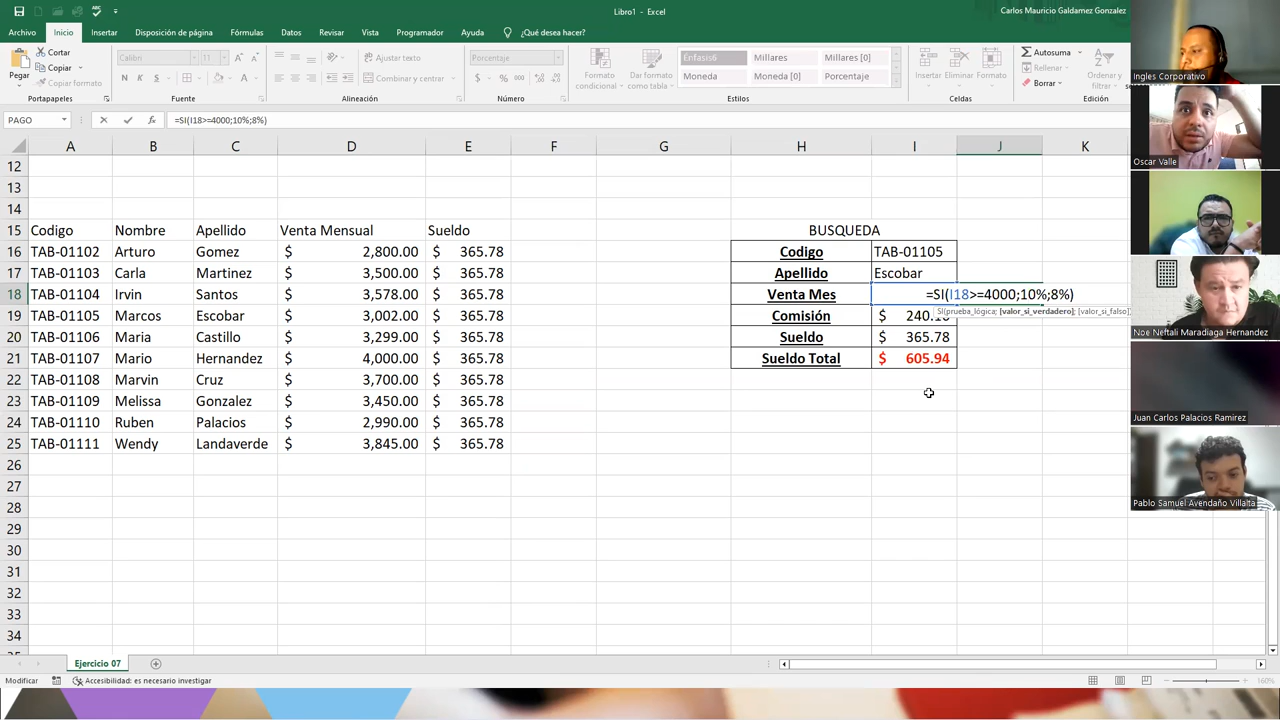 Libro1 - Excel
Carlos Mauricio Galdamez Gonzalez
Archivo Inicio Insertar Disposición de página Fórmulas Datos Revisar Vista Programador Ayuda ¿Qué desea hacer?
Pegar
Cortar
Copiar
Copiar formato
Portapapeles
Calibri 11
N K S
Fuente
Ajustar texto
Combinar y centrar
Alineación
Número
Formato condicional
Dar formato como tabla
Énfasis6 Millares Millares [0]
Moneda Moneda [0] Porcentaje
Estilos
Insertar Eliminar Formato
Celdas
Autosuma
Rellenar
Borrar
Ordenar y
Edición
PAGO
=SI(I18>=4000;10%;8%)
A B C D E F G H I J K
12
13
14
15 Codigo Nombre Apellido Venta Mensual Sueldo BUSQUEDA
16 TAB-01102 Arturo Gomez $ 2,800.00 $ 365.78 Codigo TAB-01105
17 TAB-01103 Carla Martinez $ 3,500.00 $ 365.78 Apellido Escobar
18 TAB-01104 Irvin Santos $ 3,578.00 $ 365.78 Venta Mes =SI(I18>=4000;10%;8%)
SI(prueba_lógica; [valor_si_verdadero]; [valor_si_falso])
19 TAB-01105 Marcos Escobar $ 3,002.00 $ 365.78 Comisión $ 240.16
20 TAB-01106 Maria Castillo $ 3,299.00 $ 365.78 Sueldo $ 365.78
21 TAB-01107 Mario Hernandez $ 4,000.00 $ 365.78 Sueldo Total $ 605.94
22 TAB-01108 Marvin Cruz $ 3,700.00 $ 365.78
23 TAB-01109 Melissa Gonzalez $ 3,450.00 $ 365.78
24 TAB-01110 Ruben Palacios $ 2,990.00 $ 365.78
25 TAB-01111 Wendy Landaverde $ 3,845.00 $ 365.78
26
27
28
29
30
31
32
33
34
Ejercicio 07
Modificar Accesibilidad: es necesario investigar 160%
Ingles Corporativo
Oscar Valle
Noe Neftali Maradiaga Hernandez
Juan Carlos Palacios Ramirez
Pablo Samuel Avendaño Villalta